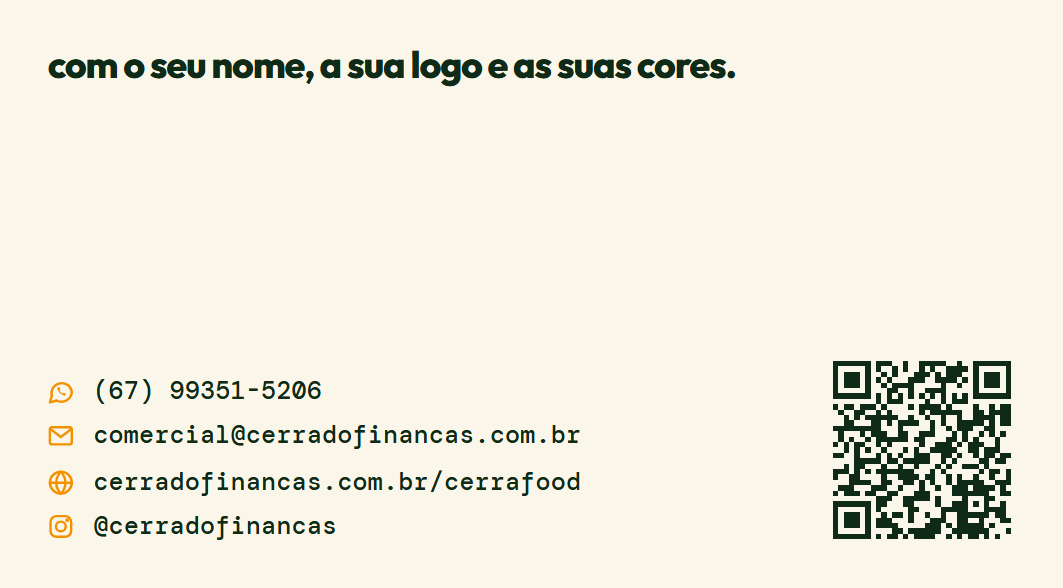 com o seu nome, a sua logo e as suas cores.
(67) 99351-5206
comercial@cerradofinancas.com.br
cerradofinancas.com.br/cerrafood
@cerradofinancas